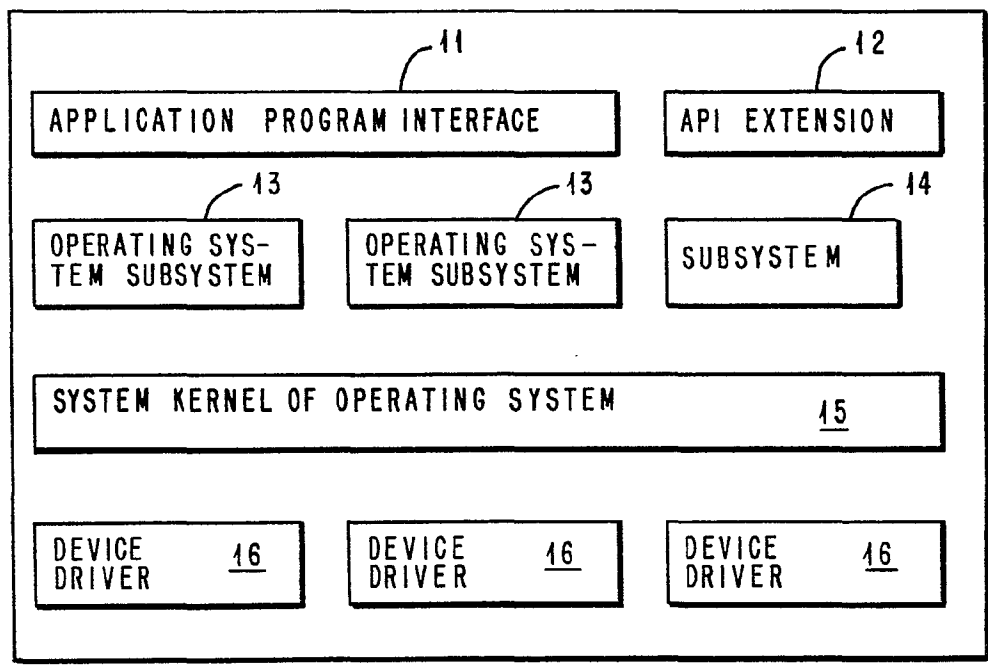 11
12
APPLICATION PROGRAM INTERFACE
API EXTENSION
13
13
14
OPERATING SYS-
TEM SUBSYSTEM
OPERATING SYS-
TEM SUBSYSTEM
SUBSYSTEM
SYSTEM KERNEL OF OPERATING SYSTEM
15
DEVICE
DRIVER
16
DEVICE
DRIVER
16
DEVICE
DRIVER
16